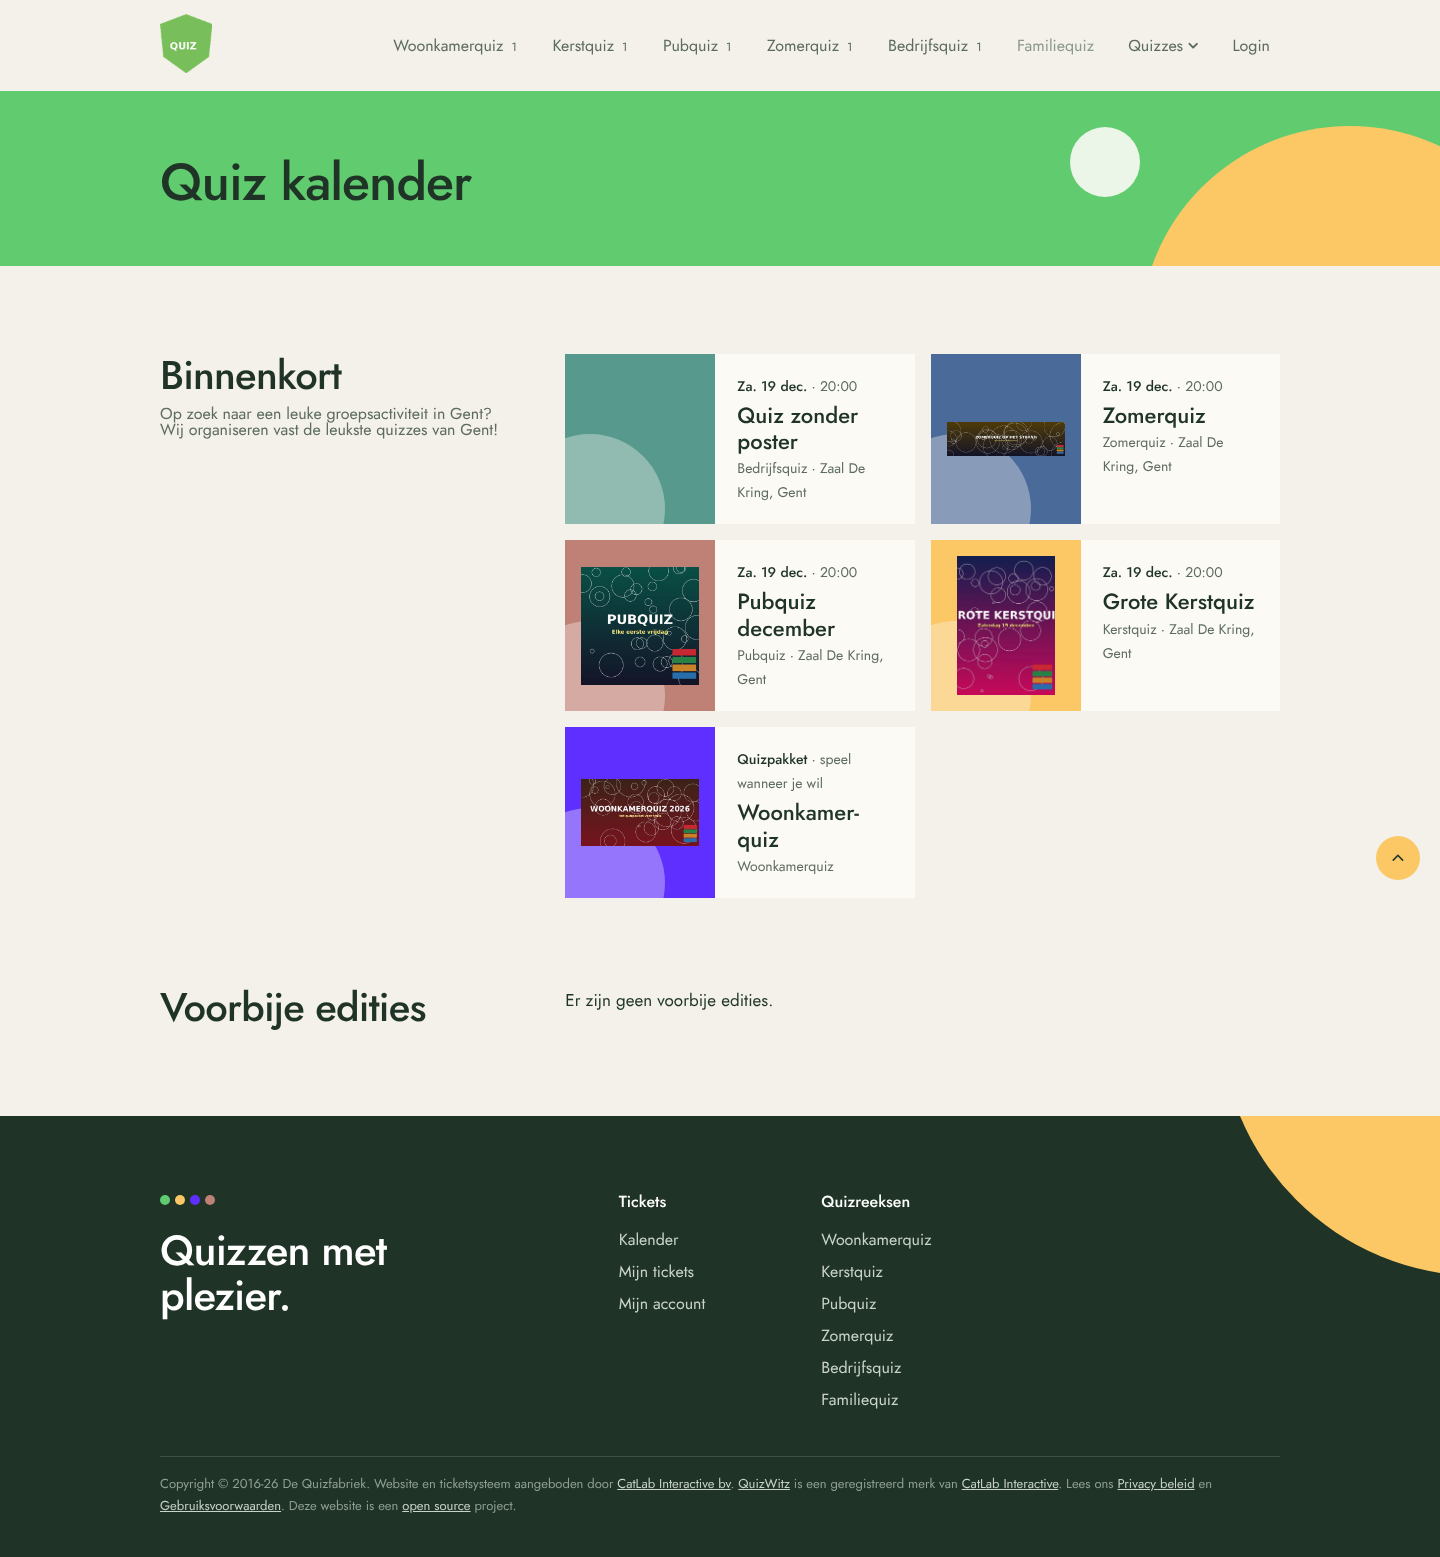 QUIZ
Woonkamerquiz 1
Kerstquiz 1
Pubquiz 1
Zomerquiz 1
Bedrijfsquiz 1
Familiequiz
Quizzes
Login
Quiz kalender
Binnenkort
Op zoek naar een leuke groepsactiviteit in Gent?
Wij organiseren vast de leukste quizzes van Gent!
Za. 19 dec. · 20:00
Quiz zonder
poster
Bedrijfsquiz · Zaal De
Kring, Gent
ZOMERQUIZ OP HET STRAND
Za. 19 dec. · 20:00
Zomerquiz
Zomerquiz · Zaal De
Kring, Gent
PUBQUIZ
Elke eerste vrijdag
Za. 19 dec. · 20:00
Pubquiz
december
Pubquiz · Zaal De Kring,
Gent
ROTE KERSTQUI
Zaterdag 19 december
Za. 19 dec. · 20:00
Grote Kerstquiz
Kerstquiz · Zaal De Kring,
Gent
WOONKAMERQUIZ 2026
Quizpakket · speel
wanneer je wil
Woonkamer-
quiz
Woonkamerquiz
Voorbije edities
Er zijn geen voorbije edities.
Quizzen met
plezier.
Tickets
Kalender
Mijn tickets
Mijn account
Quizreeksen
Woonkamerquiz
Kerstquiz
Pubquiz
Zomerquiz
Bedrijfsquiz
Familiequiz
Copyright © 2016-26 De Quizfabriek. Website en ticketsysteem aangeboden door CatLab Interactive bv. QuizWitz is een geregistreerd merk van CatLab Interactive. Lees ons Privacy beleid en
Gebruiksvoorwaarden. Deze website is een open source project.